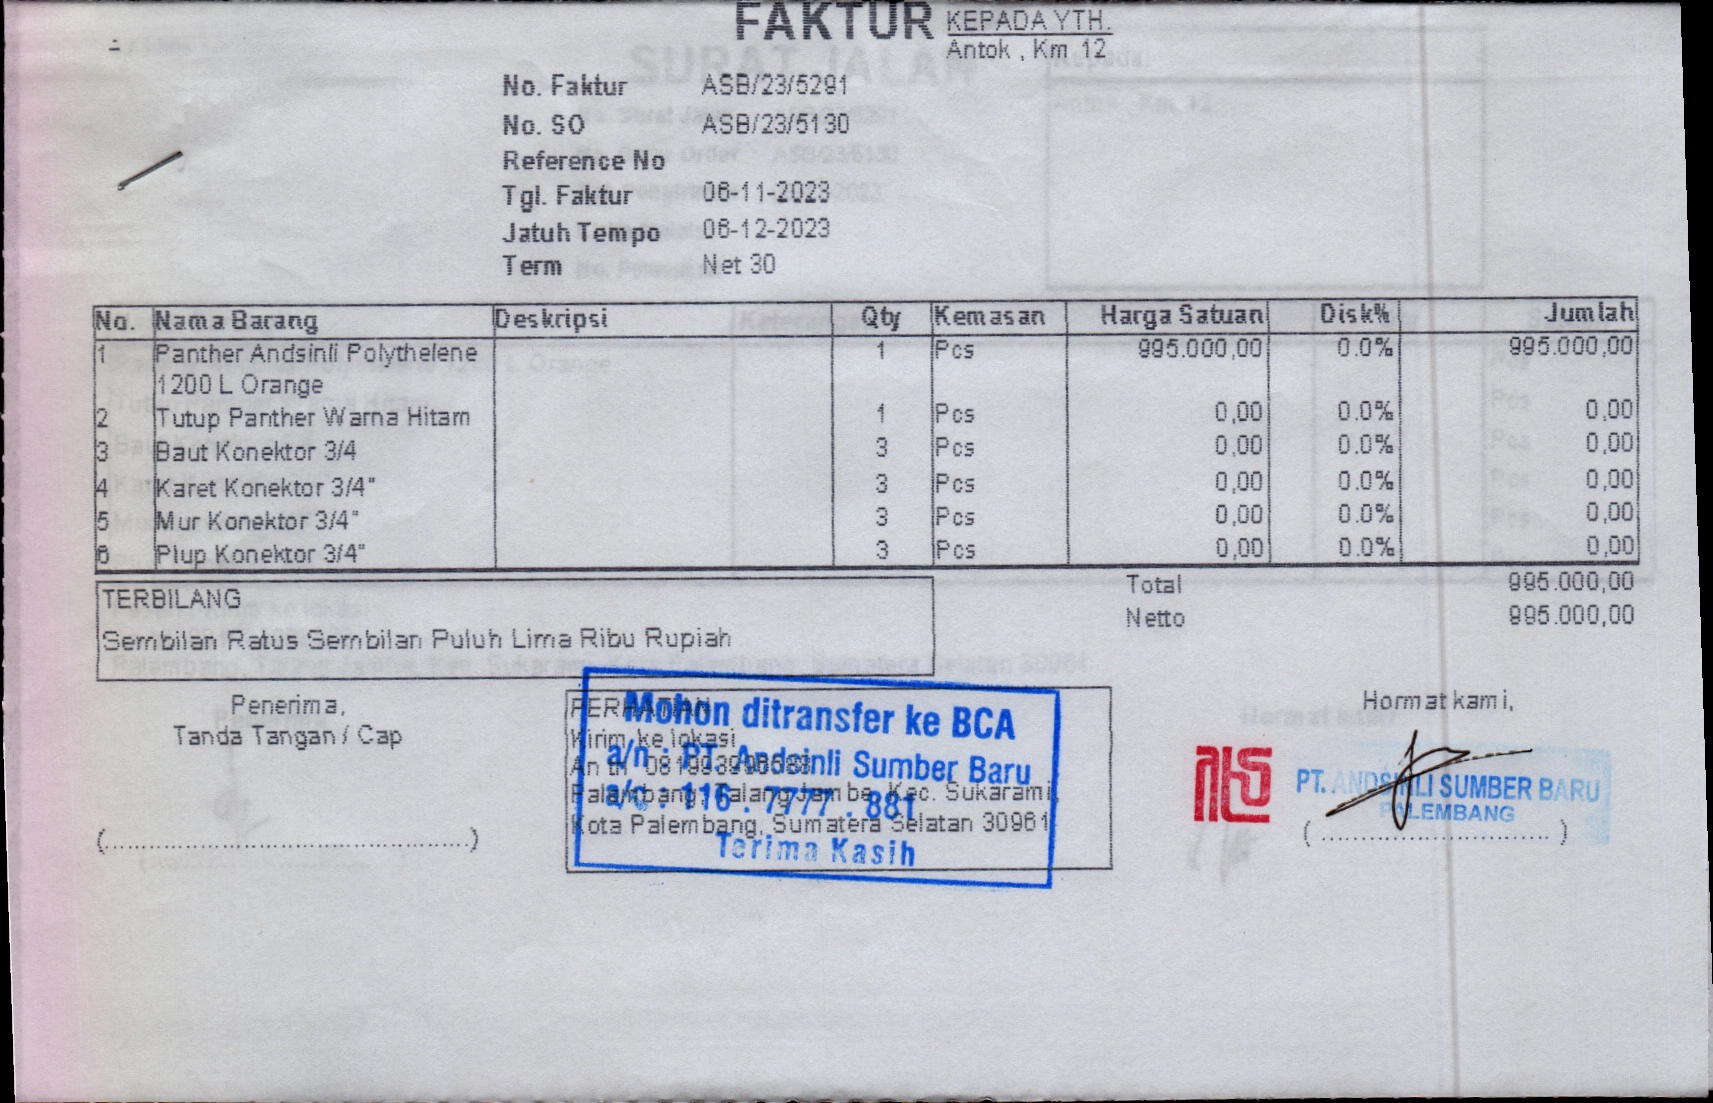 FAKTUR
KEPADA YTH.
Antok , Km 12
No. Faktur ASB/23/5291
No. SO ASB/23/5130
Reference No
Tgl. Faktur 06-11-2023
Jatuh Tempo 06-12-2023
Term Net 30
No. Nama Barang Deskripsi Qty Kemasan Harga Satuan Disk% Jumlah
1 Panther Andsinli Polythelene 1 Pcs 995.000,00 0.0% 995.000,00
1200 L Orange
2 Tutup Panther Warna Hitam 1 Pcs 0,00 0.0% 0,00
3 Baut Konektor 3/4 3 Pcs 0,00 0.0% 0,00
4 Karet Konektor 3/4" 3 Pcs 0,00 0.0% 0,00
5 Mur Konektor 3/4" 3 Pcs 0,00 0.0% 0,00
6 Plup Konektor 3/4" 3 Pcs 0,00 0.0% 0,00
Total 995.000,00
Netto 995.000,00
TERBILANG
Sembilan Ratus Sembilan Puluh Lima Ribu Rupiah
Penerima,
Tanda Tangan / Cap
(............................................)
PERHATIAN
Kirim ke lokasi
Kec. Sukarami,
Kota Palembang, Sumatera Selatan 30961
Mohon ditransfer ke BCA
a/n : PT. Andsinli Sumber Baru
a/c : 116 . 7777 . 881
Terima Kasih
Hormat kami,
PT. ANDSINLI SUMBER BARU
PALEMBANG
(............................)